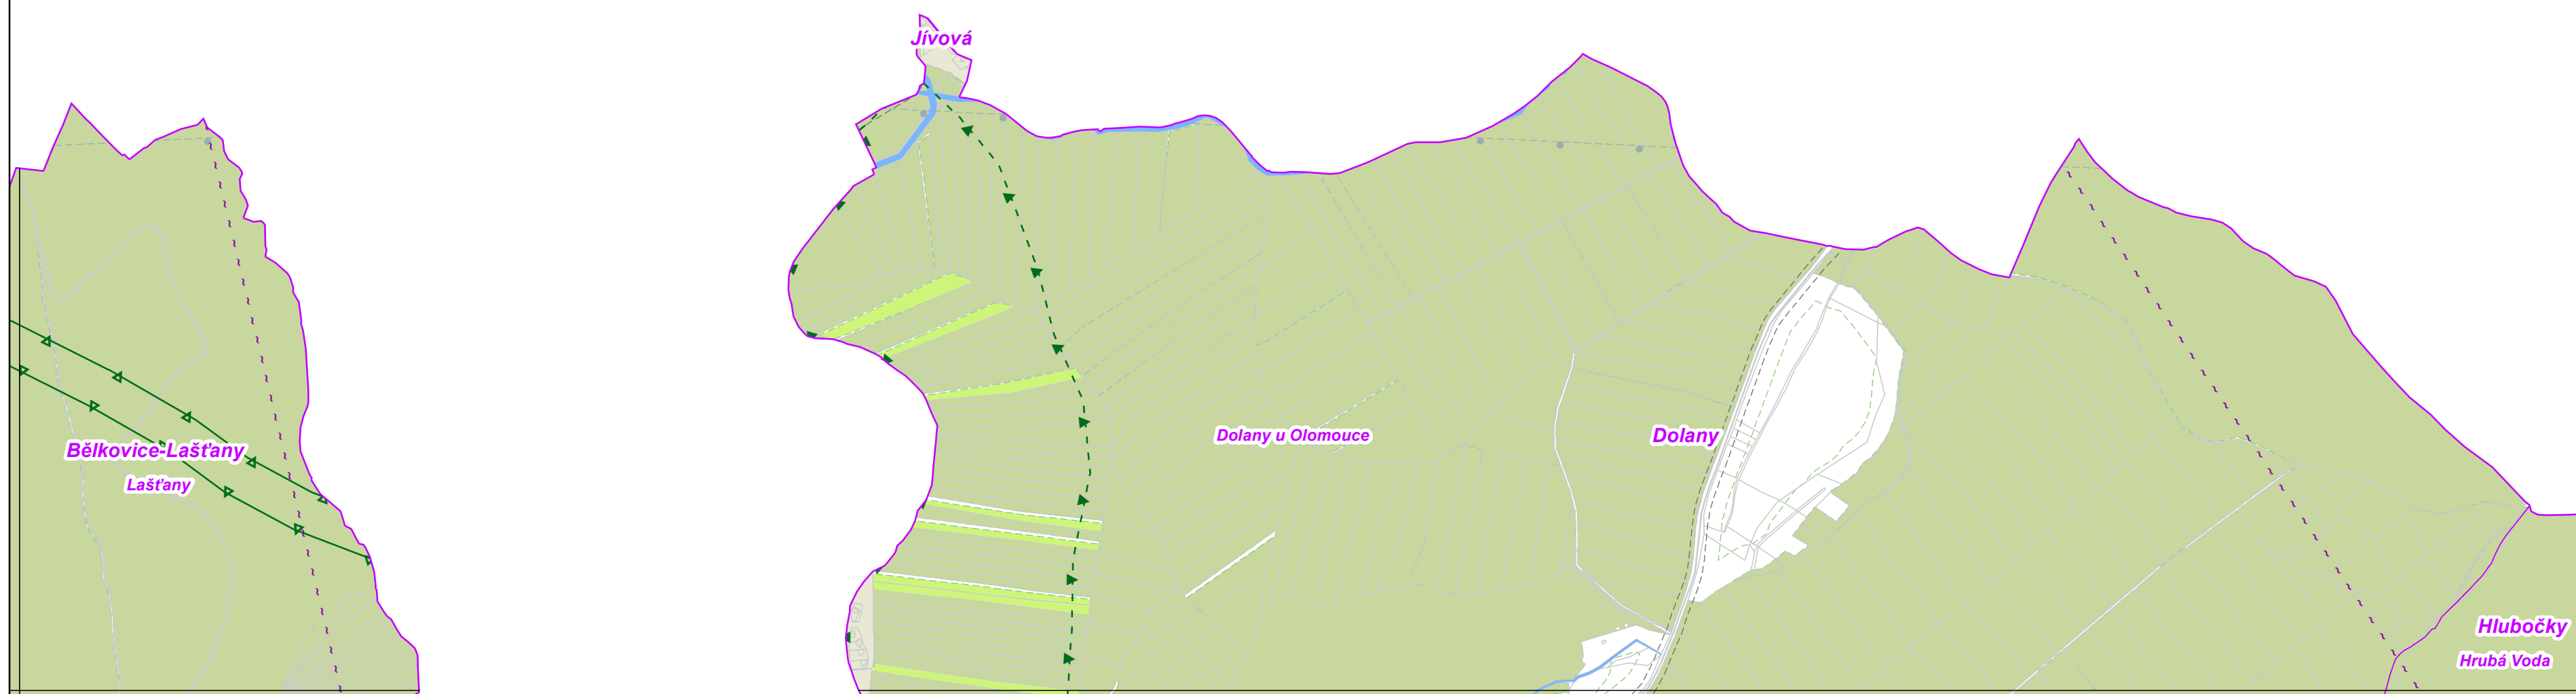 Jívová
Bělkovice-Lašťany
Lašťany
Dolany u Olomouce
Dolany
Hlubočky
Hrubá Voda